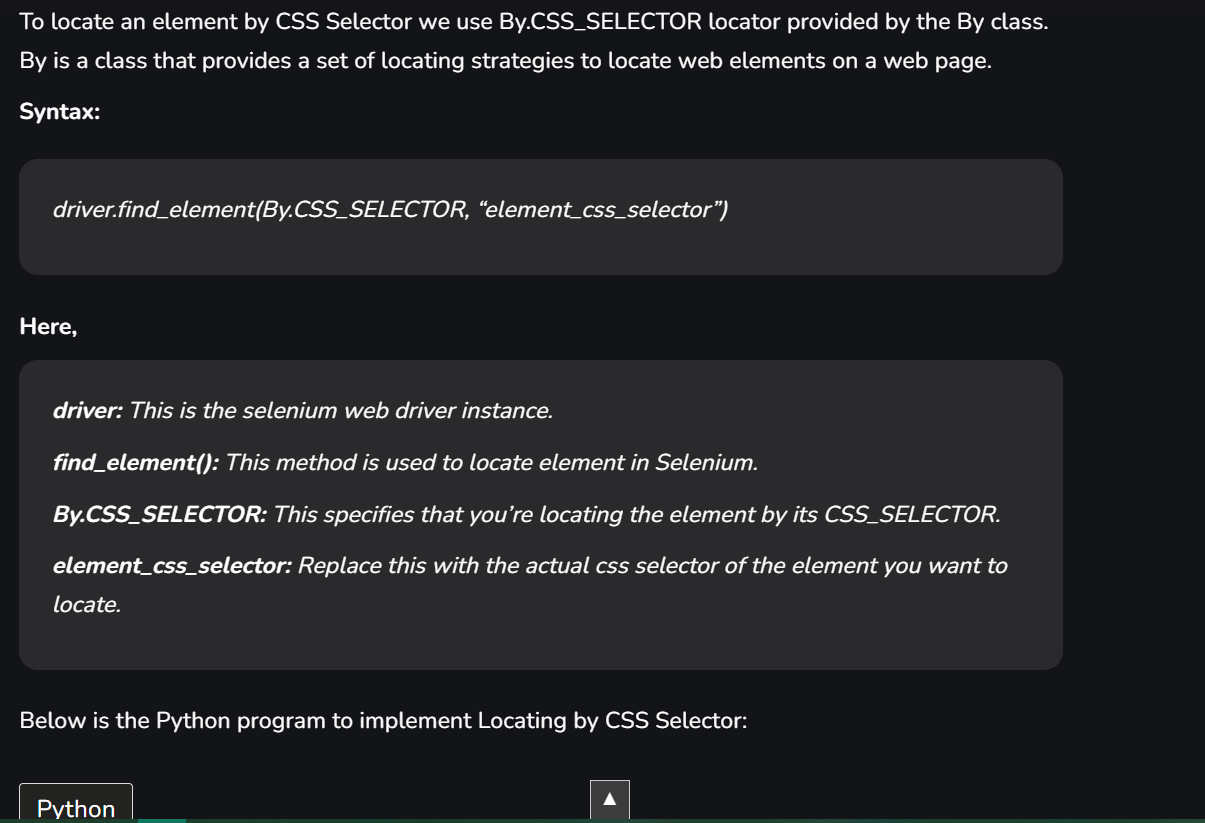 To locate an element by CSS Selector we use By.CSS_SELECTOR locator provided by the By class.
By is a class that provides a set of locating strategies to locate web elements on a web page.
Syntax:
driver.find_element(By.CSS_SELECTOR, “element_css_selector”)
Here,
driver: This is the selenium web driver instance.
find_element(): This method is used to locate element in Selenium.
By.CSS_SELECTOR: This specifies that you’re locating the element by its CSS_SELECTOR.
element_css_selector: Replace this with the actual css selector of the element you want to
locate.
Below is the Python program to implement Locating by CSS Selector:
Python